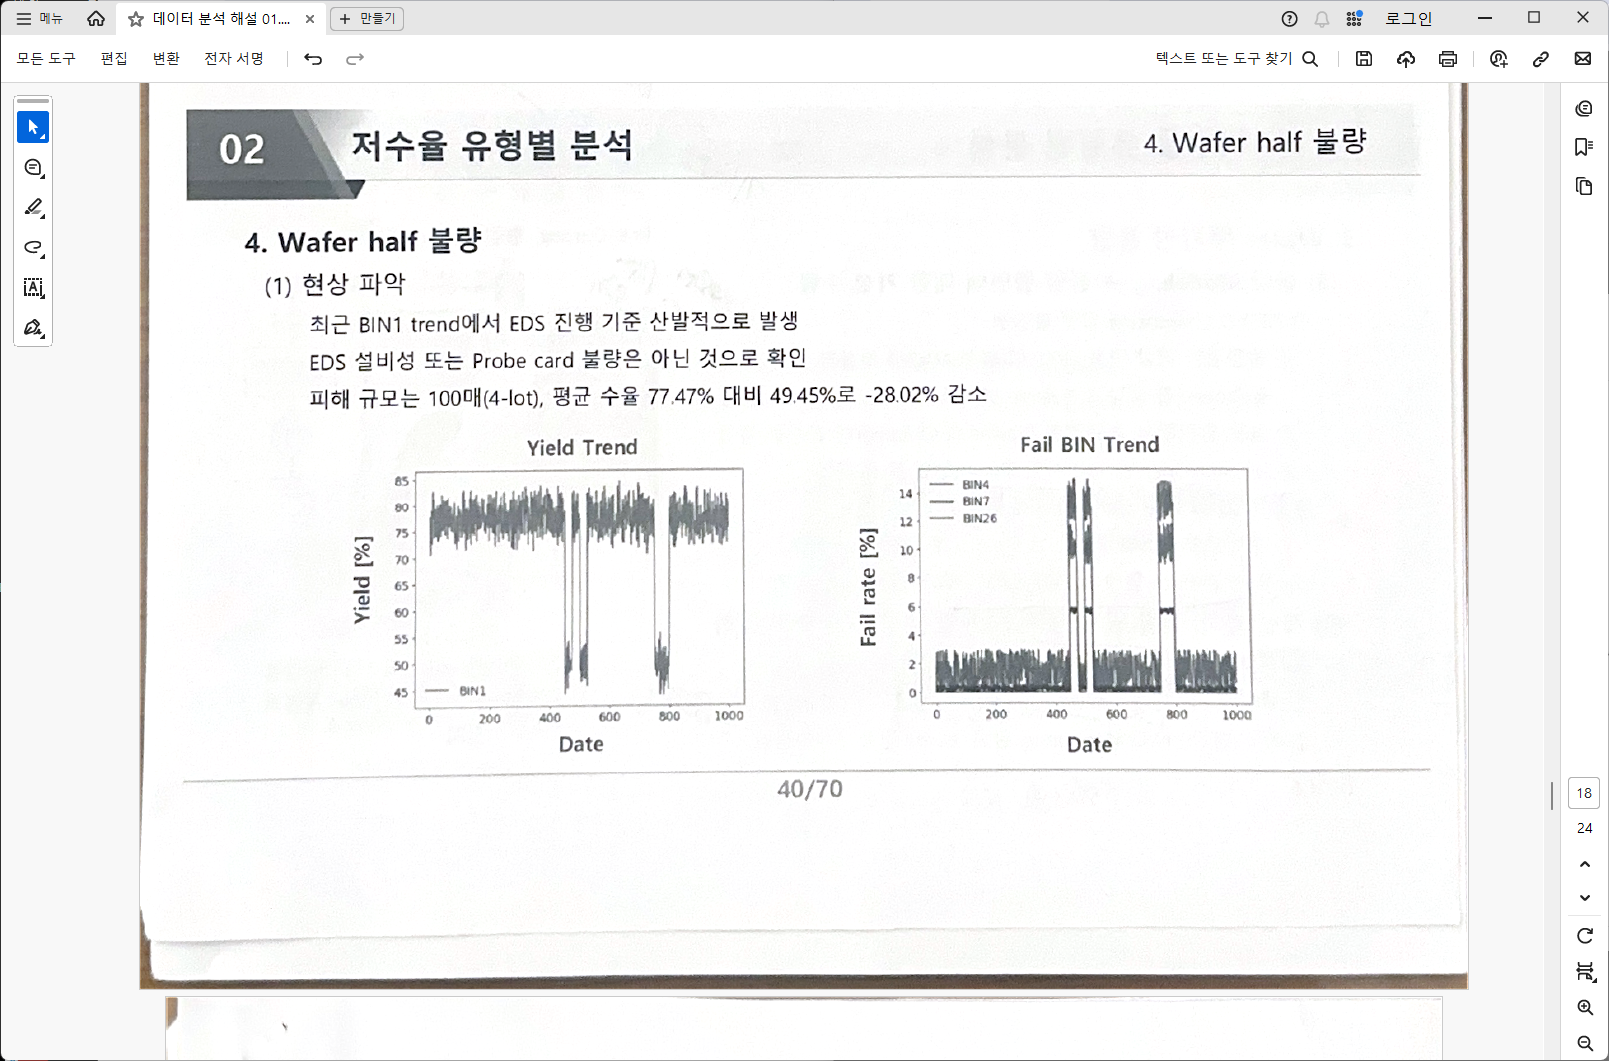 메뉴
데이터 분석 해설 01....
만들기
로그인
모든 도구 편집 변환 전자 서명
텍스트 또는 도구 찾기
02 저수율 유형별 분석 4. Wafer half 불량
4. Wafer half 불량
(1) 현상 파악
최근 BIN1 trend에서 EDS 진행 기준 산발적으로 발생
EDS 설비성 또는 Probe card 불량은 아닌 것으로 확인
피해 규모는 100매(4-lot), 평균 수율 77.47% 대비 49.45%로 -28.02% 감소
Yield Trend
Yield [%]
85
80
75
70
65
60
55
50
45
BIN1
0 200 400 600 800 1000
Date
Fail BIN Trend
Fail rate [%]
BIN4
BIN7
BIN26
14
12
10
8
6
4
2
0
0 200 400 600 800 1000
Date
40/70
18
24